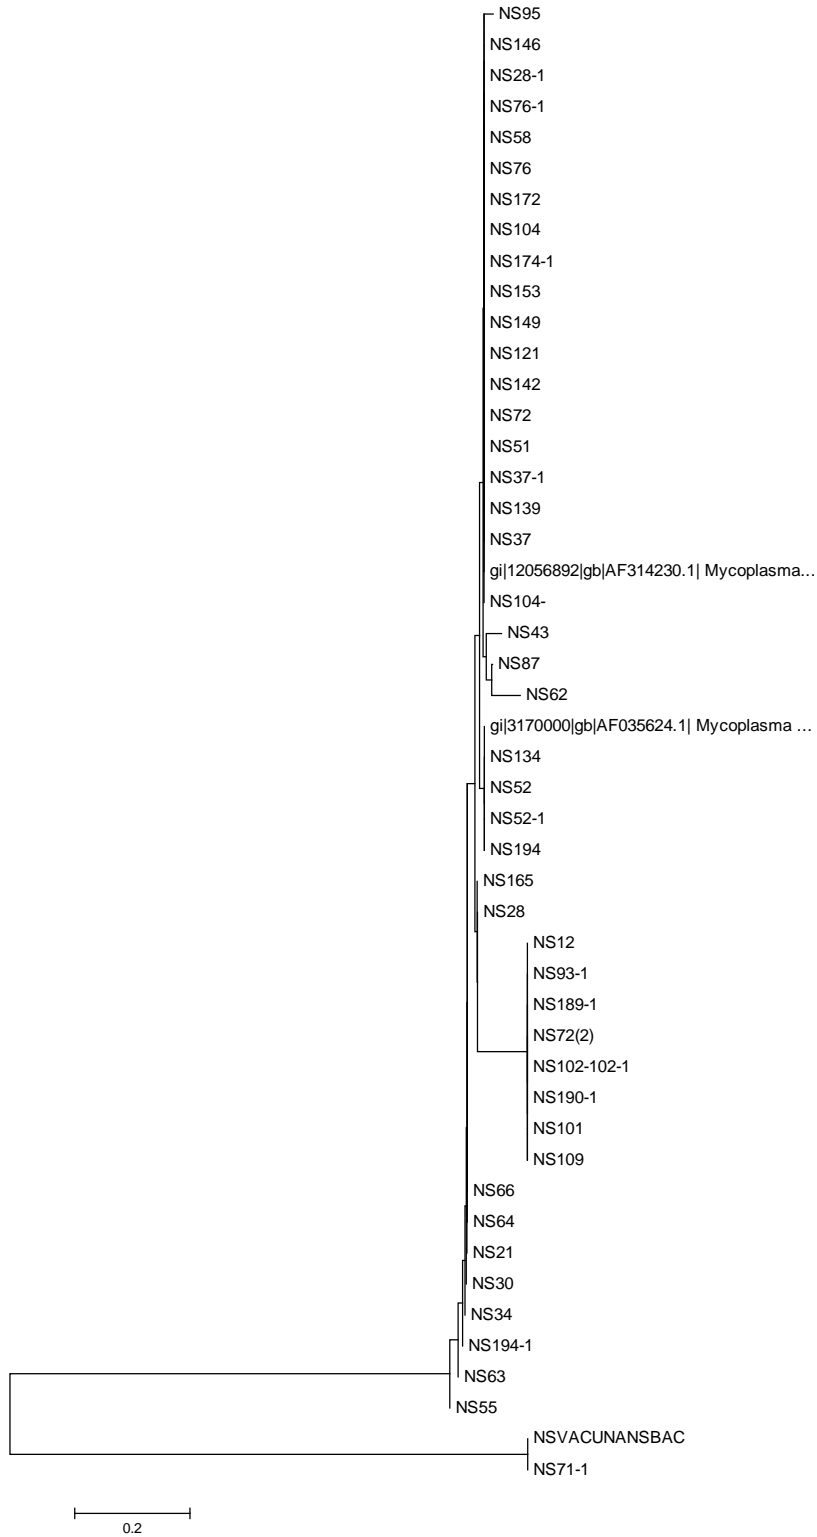 NS95
NS146
NS28-1
NS76-1
NS58
NS76
NS172
NS104
NS174-1
NS153
NS149
NS121
NS142
NS72
NS51
NS37-1
NS139
NS37
gi|12056892|gb|AF314230.1| Mycoplasma...
NS104-
NS43
NS87
NS62
gi|3170000|gb|AF035624.1| Mycoplasma ...
NS134
NS52
NS52-1
NS194
NS165
NS28
NS12
NS93-1
NS189-1
NS72(2)
NS102-102-1
NS190-1
NS101
NS109
NS66
NS64
NS21
NS30
NS34
NS194-1
NS63
NS55
NSVACUNANSBAC
NS71-1
0.2